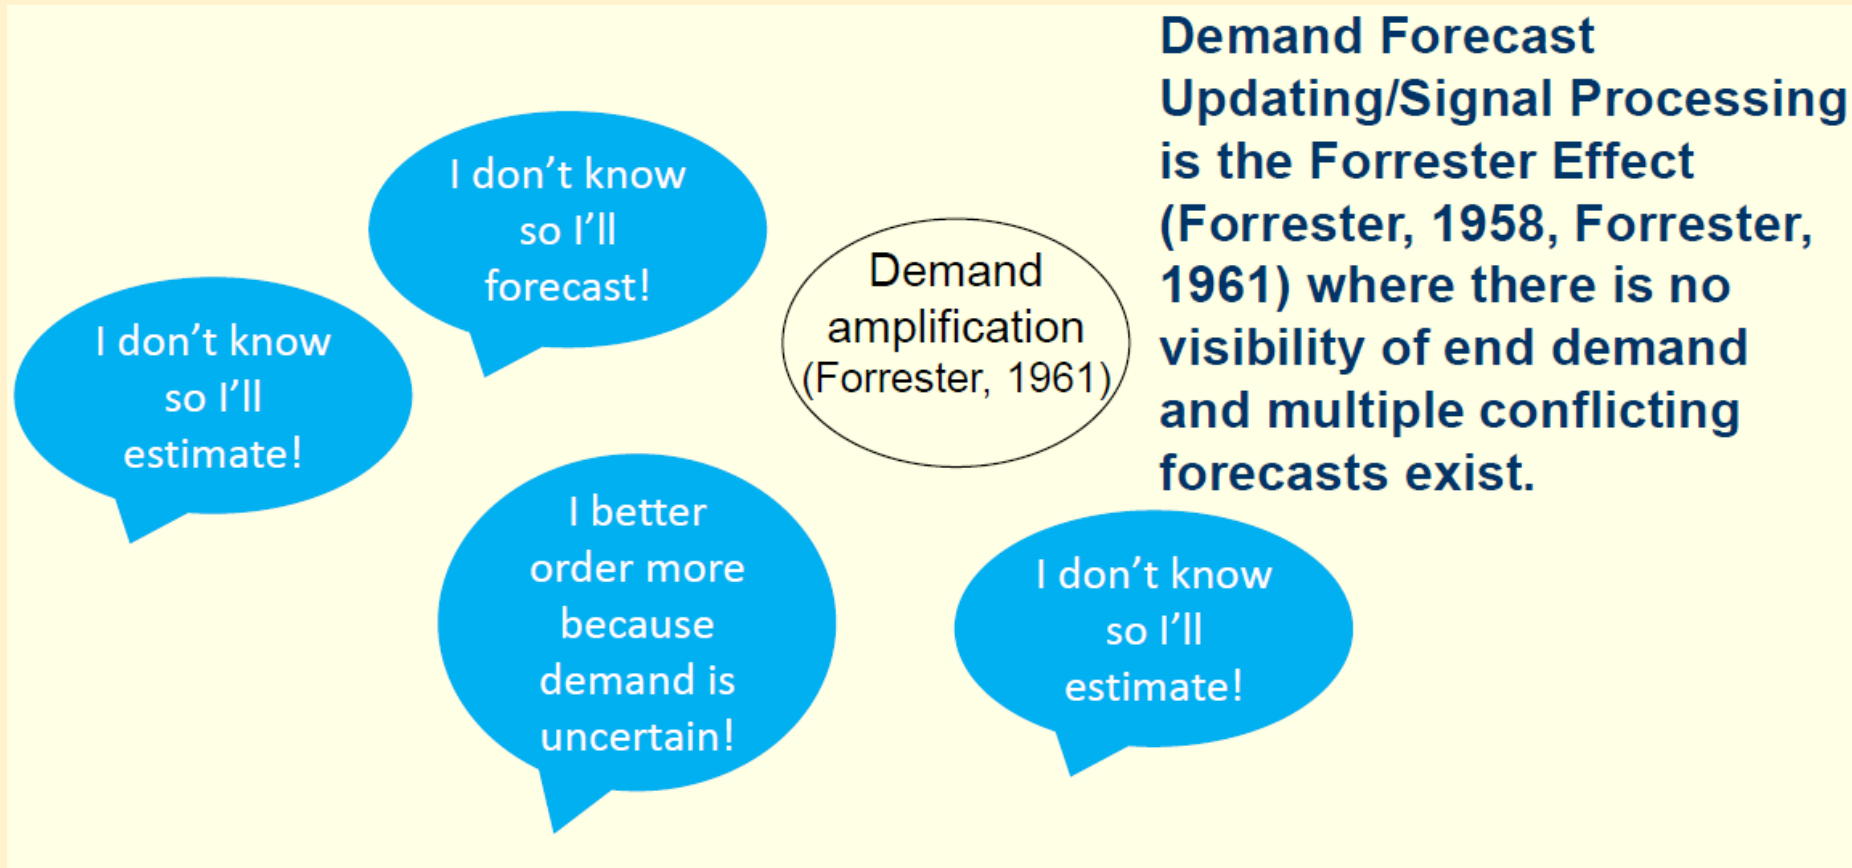 Demand Forecast
Updating/Signal Processing
is the Forrester Effect
(Forrester, 1958, Forrester,
1961) where there is no
visibility of end demand
and multiple conflicting
forecasts exist.
I don’t know
so I’ll
forecast!
Demand
amplification
(Forrester, 1961)
I don’t know
so I’ll
estimate!
I better
order more
because
demand is
uncertain!
I don’t know
so I’ll
estimate!